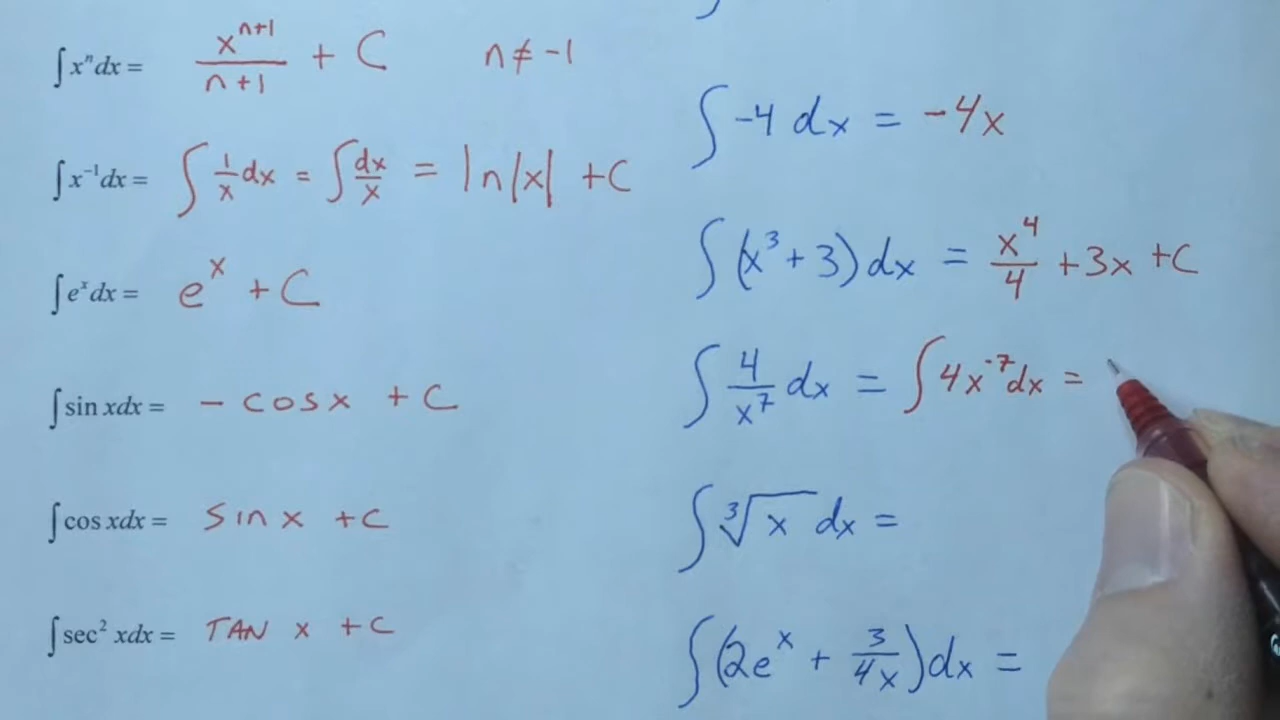 ∫xⁿdx = xⁿ⁺¹/(n+1) + C n ≠ -1
∫x⁻¹dx = ∫ 1/x dx = ∫ dx/x = ln|x| + C
∫eˣdx = eˣ + C
∫sin xdx = - cosx + C
∫cos xdx = sin x + C
∫sec² xdx = TAN x + C
∫-4 dx = -4x
∫(x³ + 3)dx = x⁴/4 + 3x + C
∫ 4/x⁷ dx = ∫4x⁻⁷dx =
∫∛x dx =
∫(2eˣ + 3/4x)dx =